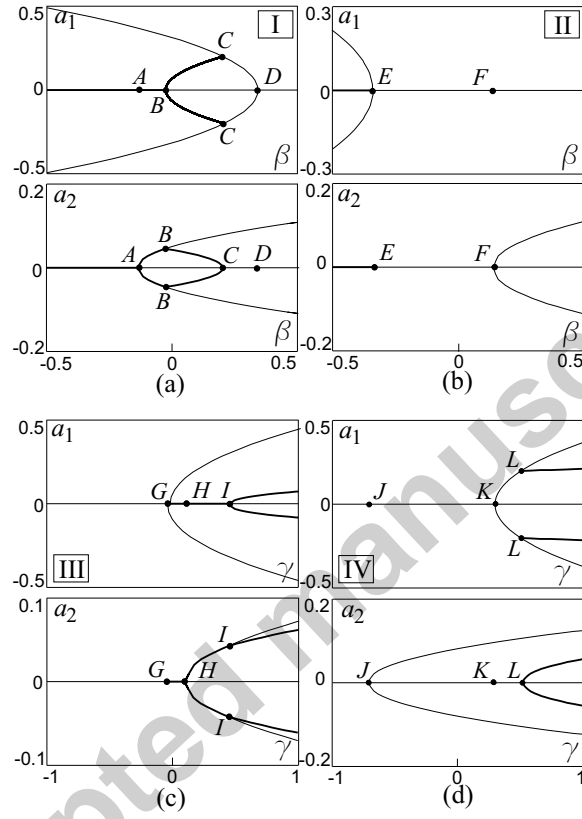 0.5 a1 I
C
A B D
0
C
-0.5 β
0.3 a1 II
E F
0
-0.3 β
0.2 a2
B
A C D
0
B
-0.2 β
-0.5 0 0.5
(a)
0.2 a2
E F
0
-0.2 β
-0.5 0 0.5
(b)
0.5 a1
G H I
0
III
-0.5 γ
0.5 a1
L
J K
0
L
IV
-0.5 γ
0.1 a2
I
G H
0
I
-0.1 γ
-1 0 1
(c)
0.2 a2
J K L
0
-0.2 γ
-1 0 1
(d)
pted manusc